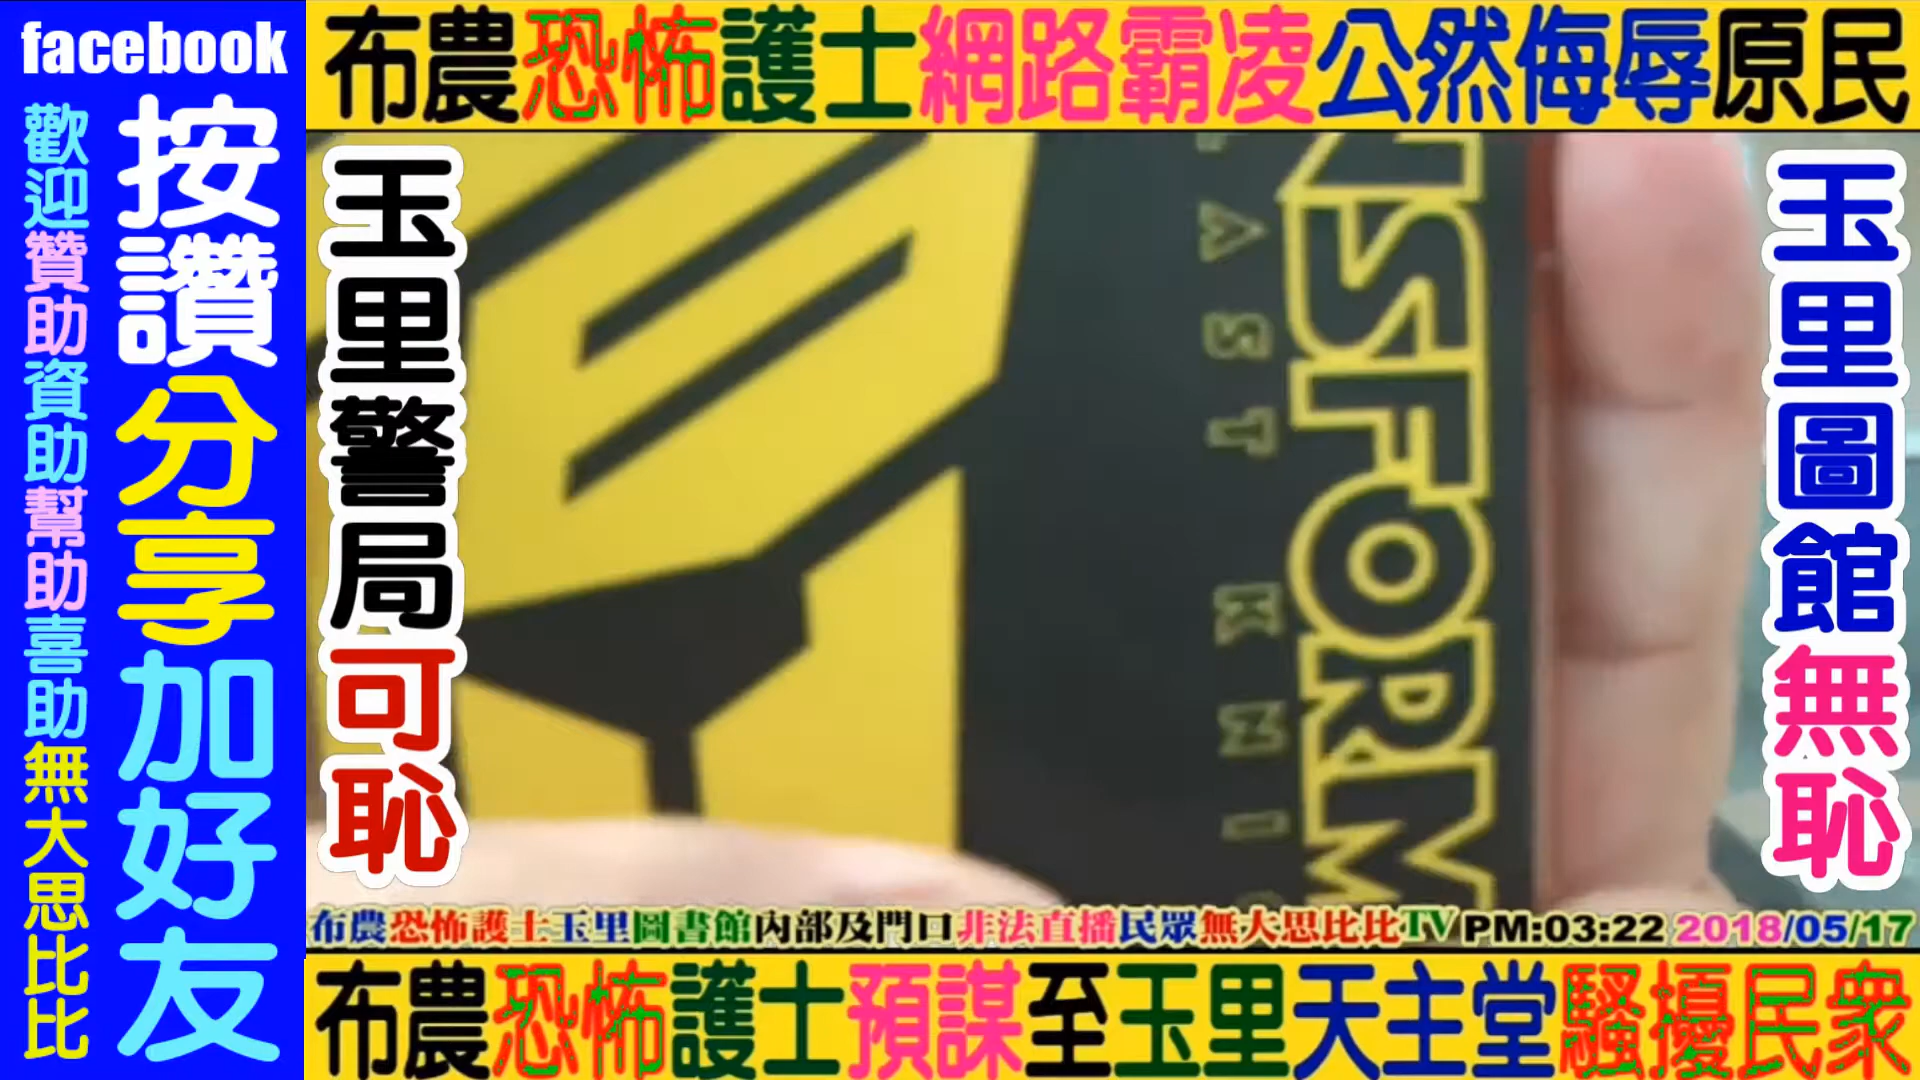 facebook
按讚分享加好友
歡迎贊助資助幫助喜助無大思比比
布農恐怖護士網路霸凌公然侮辱原民
玉里警局可恥
玉里圖館無恥
NSFORM
LAST KNI
布農恐怖護士玉里圖書館內部及門口非法直播民眾無大思比比TV PM:03:22 2018/05/17
布農恐怖護士預謀至玉里天主堂騷擾民衆